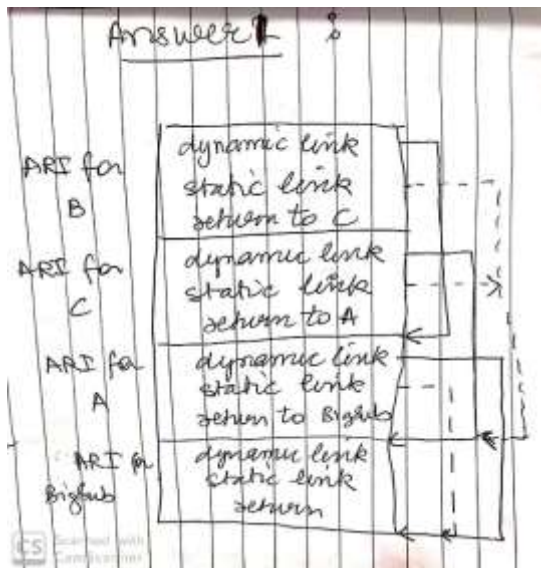 Answer 1 :
dynamic link
ARI for
static link
B
return to C
dynamic link
ARI for
static link
C
return to A
dynamic link
ARI for
static link
A
return to Bigsub
dynamic link
ARI for
static link
Bigsub
return
CS Scanned with
CamScanner